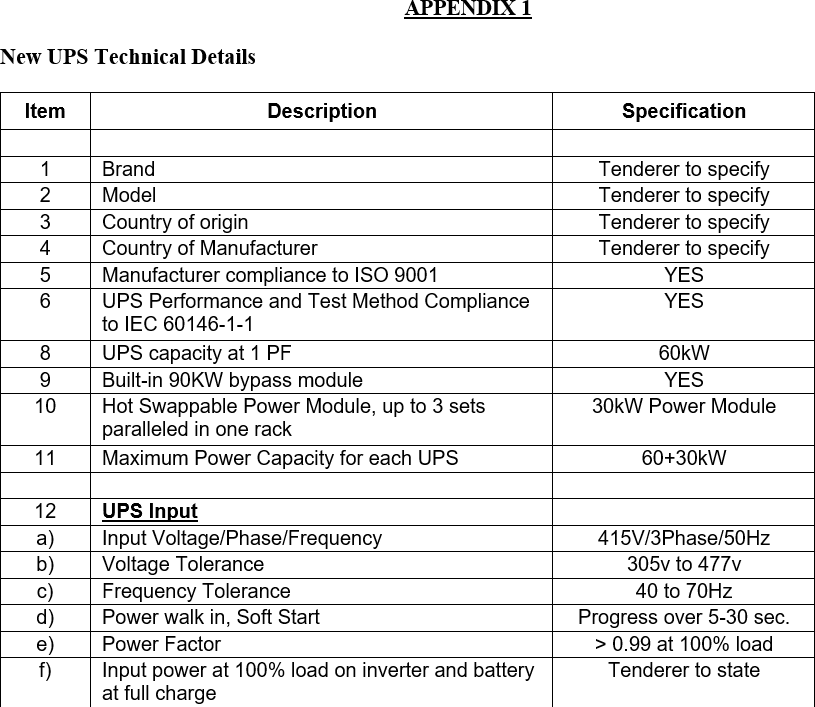 APPENDIX 1
New UPS Technical Details
Item Description Specification
1 Brand Tenderer to specify
2 Model Tenderer to specify
3 Country of origin Tenderer to specify
4 Country of Manufacturer Tenderer to specify
5 Manufacturer compliance to ISO 9001 YES
6 UPS Performance and Test Method Compliance YES
to IEC 60146-1-1
8 UPS capacity at 1 PF 60kW
9 Built-in 90KW bypass module YES
10 Hot Swappable Power Module, up to 3 sets 30kW Power Module
paralleled in one rack
11 Maximum Power Capacity for each UPS 60+30kW
12 UPS Input
a) Input Voltage/Phase/Frequency 415V/3Phase/50Hz
b) Voltage Tolerance 305v to 477v
c) Frequency Tolerance 40 to 70Hz
d) Power walk in, Soft Start Progress over 5-30 sec.
e) Power Factor > 0.99 at 100% load
f) Input power at 100% load on inverter and battery Tenderer to state
at full charge